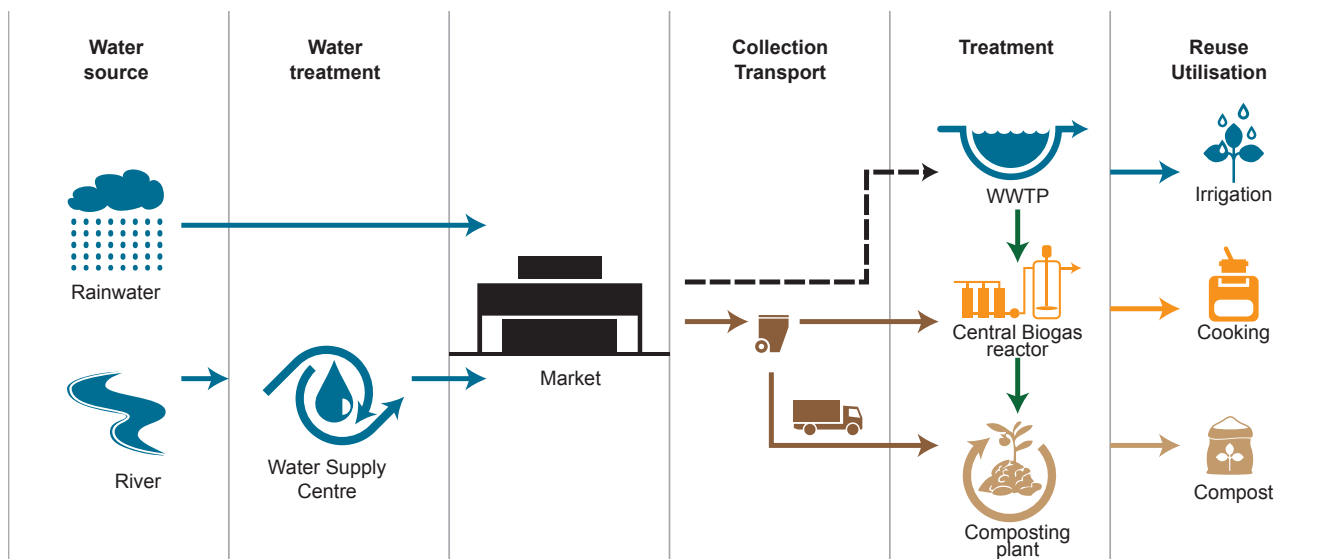 Water
source
Water
treatment
Collection
Transport
Treatment
Reuse
Utilisation
Rainwater
River
Water Supply
Centre
Market
WWTP
Central Biogas
reactor
Composting
plant
Irrigation
Cooking
Compost